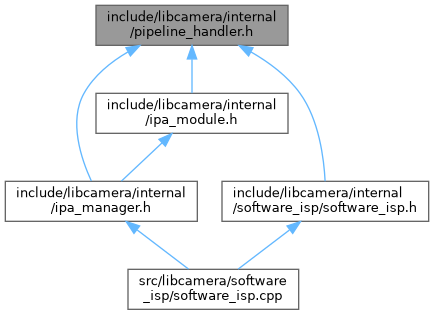 include/libcamera/internal
/pipeline_handler.h
include/libcamera/internal
/ipa_module.h
include/libcamera/internal
/ipa_manager.h
include/libcamera/internal
/software_isp/software_isp.h
src/libcamera/software
_isp/software_isp.cpp